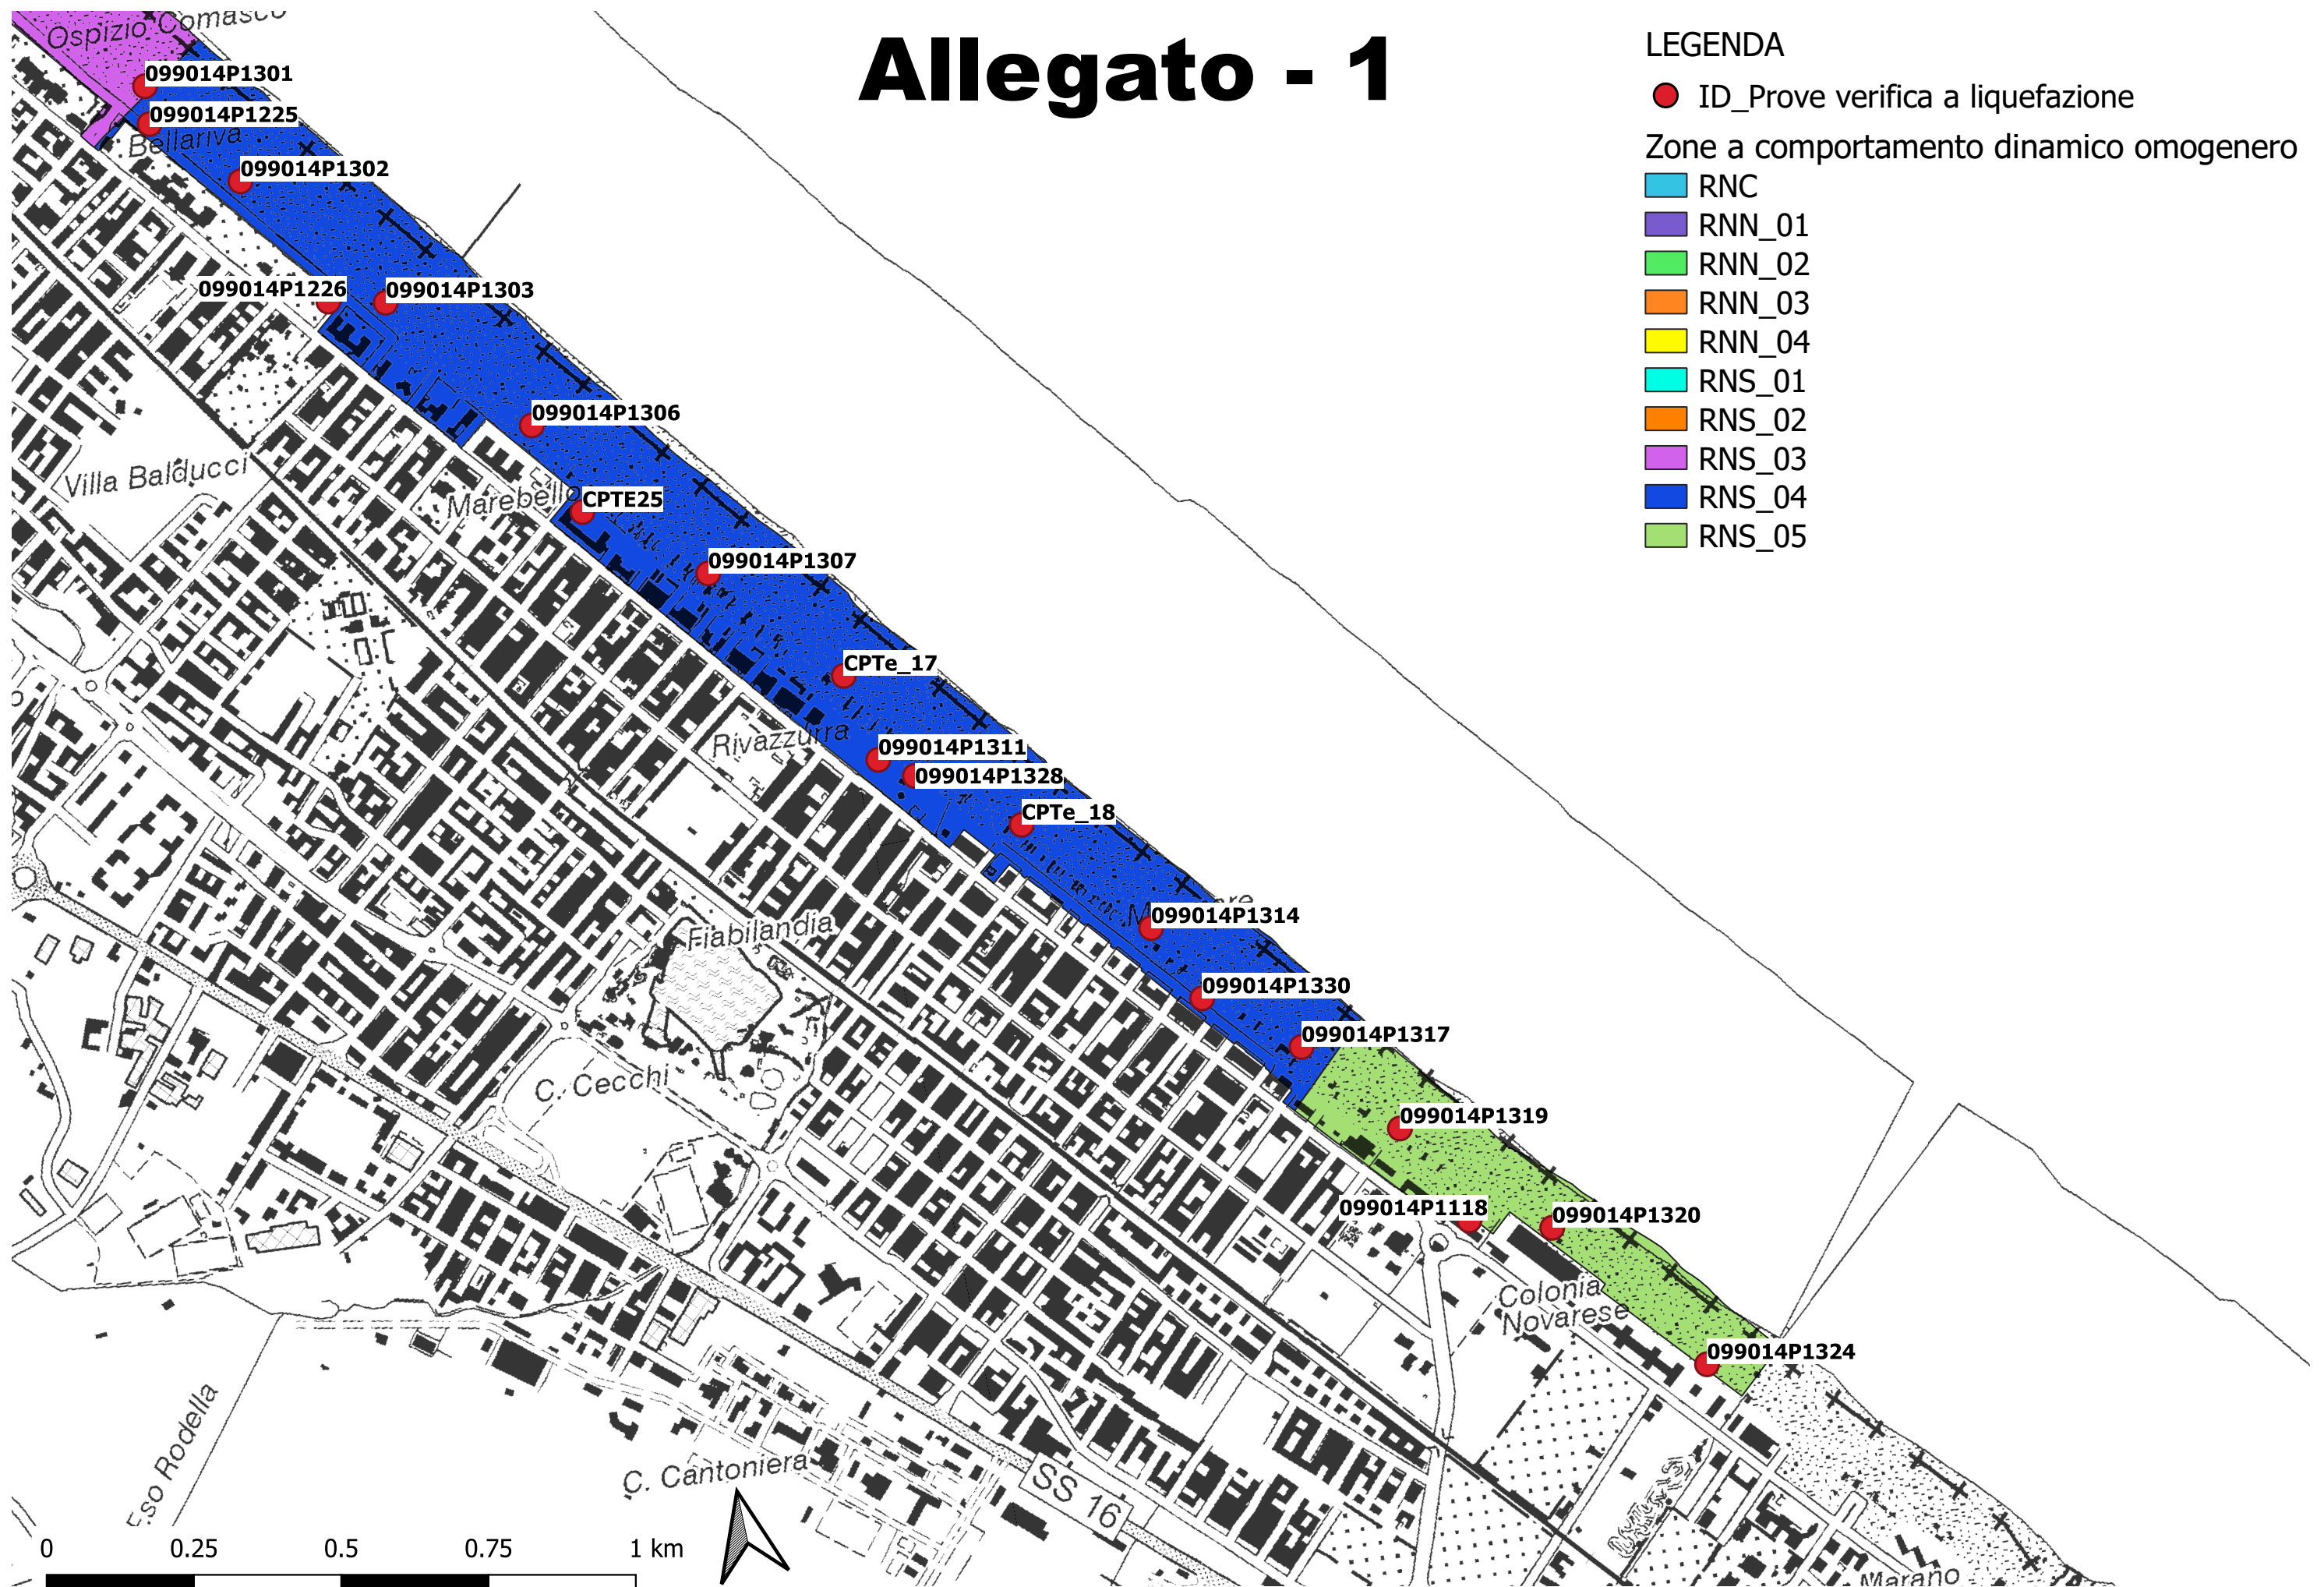 Allegato - 1
LEGENDA
ID_Prove verifica a liquefazione
Zone a comportamento dinamico omogenero
RNC
RNN_01
RNN_02
RNN_03
RNN_04
RNS_01
RNS_02
RNS_03
RNS_04
RNS_05
Ospizio Comasco
099014P1301
099014P1225
Bellariva
099014P1302
099014P1226
099014P1303
099014P1306
Villa Balducci
Marebello
CPTE25
099014P1307
CPTe_17
Rivazzurra
099014P1311
099014P1328
CPTe_18
099014P1314
Fiabilandia
099014P1330
099014P1317
C. Cecchi
099014P1319
099014P1118
099014P1320
Colonia
Novarese
099014P1324
Fso Rodella
C. Cantoniera
SS 16
Marano
0 0.25 0.5 0.75 1 km